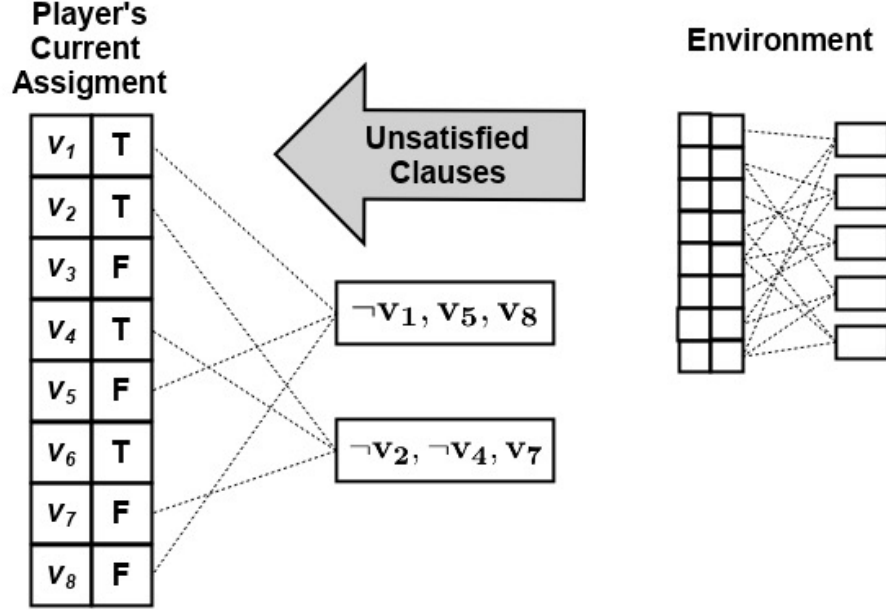 Player's
Current
Assigment
Environment
Unsatisfied
Clauses
v1 T
v2 T
v3 F
v4 T
v5 F
v6 T
v7 F
v8 F
¬v1, v5, v8
¬v2, ¬v4, v7